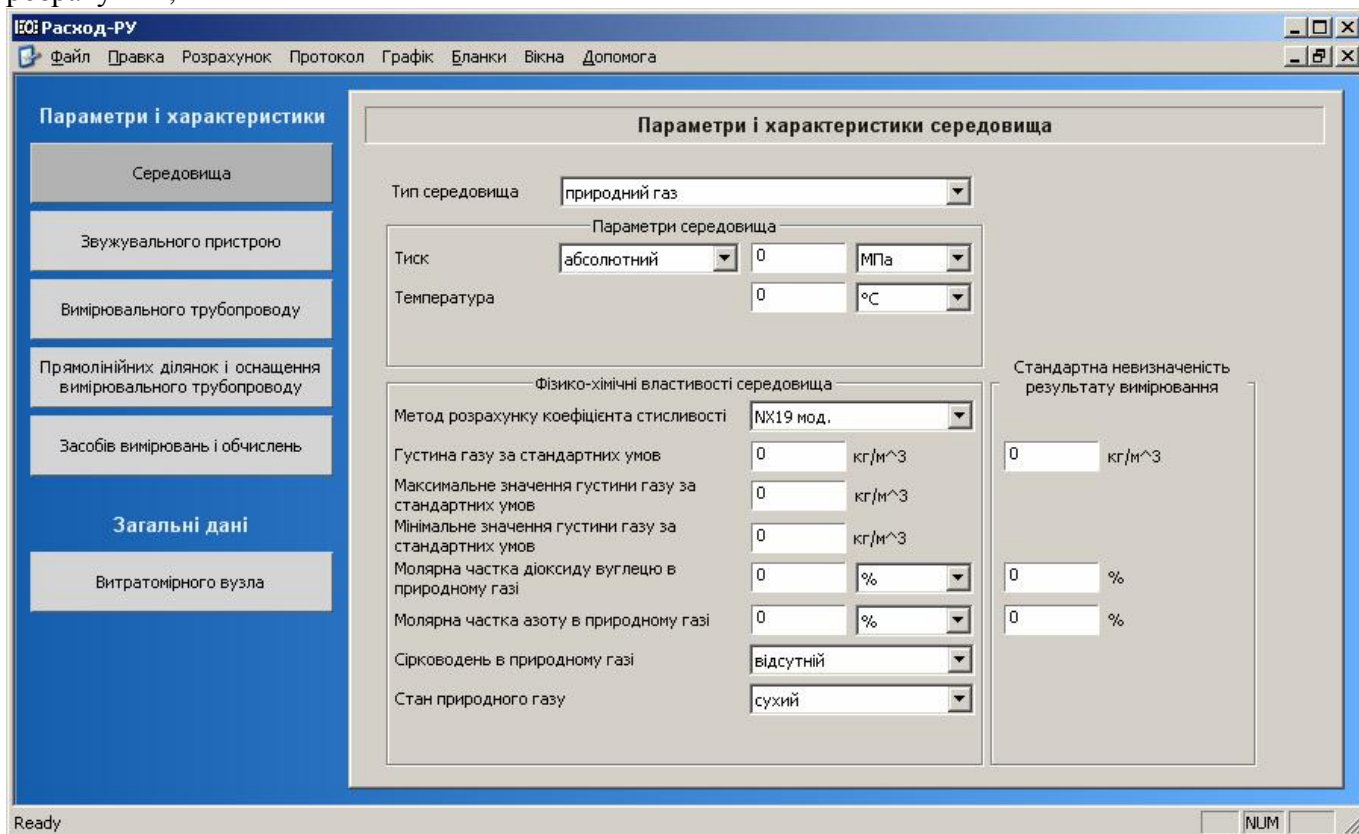 Расход-РУ
Файл Правка Розрахунок Протокол Графік Бланки Вікна Допомога
Параметри і характеристики
Середовища
Звужувального пристрою
Вимірювального трубопроводу
Прямолінійних ділянок і оснащення
вимірювального трубопроводу
Засобів вимірювань і обчислень
Загальні дані
Витратомірного вузла
Параметри і характеристики середовища
Тип середовища природний газ
Параметри середовища
Тиск абсолютний 0 МПа
Температура 0 °C
Фізико-хімічні властивості середовища
Стандартна невизначеність
результату вимірювання
Метод розрахунку коефіцієнта стисливості NX19 мод.
Густина газу за стандартних умов 0 кг/м^3 0 кг/м^3
Максимальне значення густини газу за
стандартних умов 0 кг/м^3
Мінімальне значення густини газу за
стандартних умов 0 кг/м^3
Молярна частка діоксиду вуглецю в
природному газі 0 % 0 %
Молярна частка азоту в природному газі 0 % 0 %
Сірководень в природному газі відсутній
Стан природного газу сухий
Ready NUM